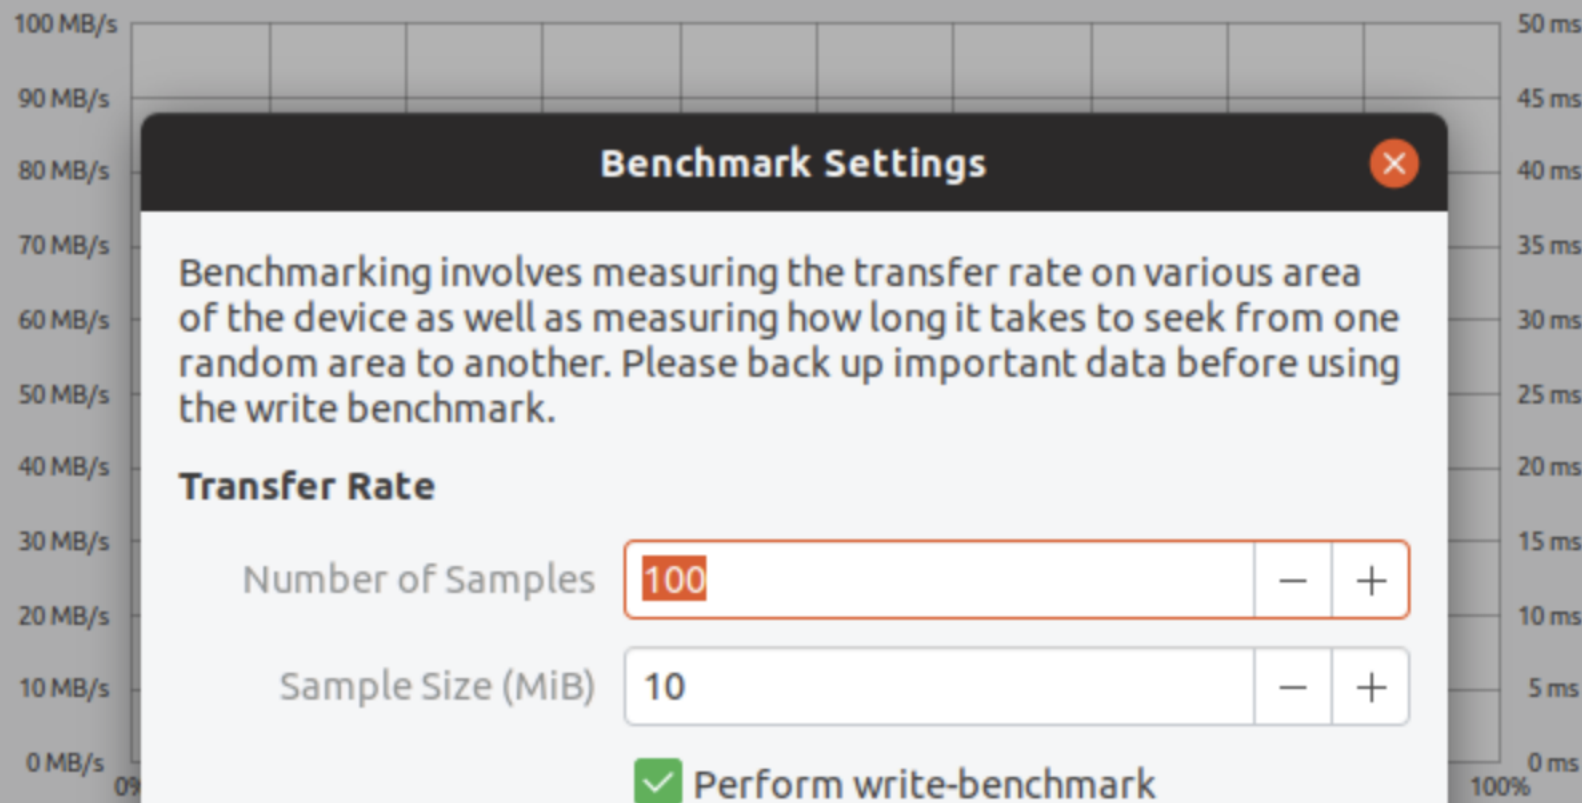 100 MB/s
90 MB/s
80 MB/s
70 MB/s
60 MB/s
50 MB/s
40 MB/s
30 MB/s
20 MB/s
10 MB/s
0 MB/s
0%
Benchmark Settings
Benchmarking involves measuring the transfer rate on various area
of the device as well as measuring how long it takes to seek from one
random area to another. Please back up important data before using
the write benchmark.
Transfer Rate
Number of Samples 100 − +
Sample Size (MiB) 10 − +
Perform write-benchmark
50 ms
45 ms
40 ms
35 ms
30 ms
25 ms
20 ms
15 ms
10 ms
5 ms
0 ms
100%